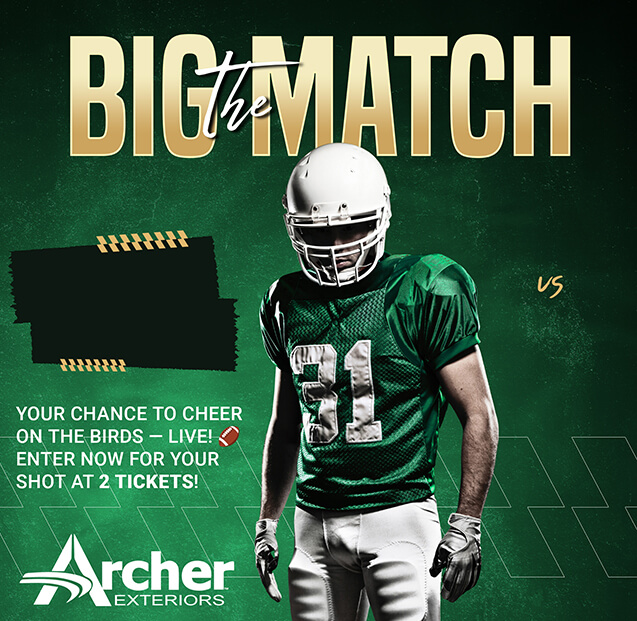 BIG the MATCH
vs
31
YOUR CHANCE TO CHEER
ON THE BIRDS – LIVE! 🏈
ENTER NOW FOR YOUR
SHOT AT 2 TICKETS!
Archer™
EXTERIORS